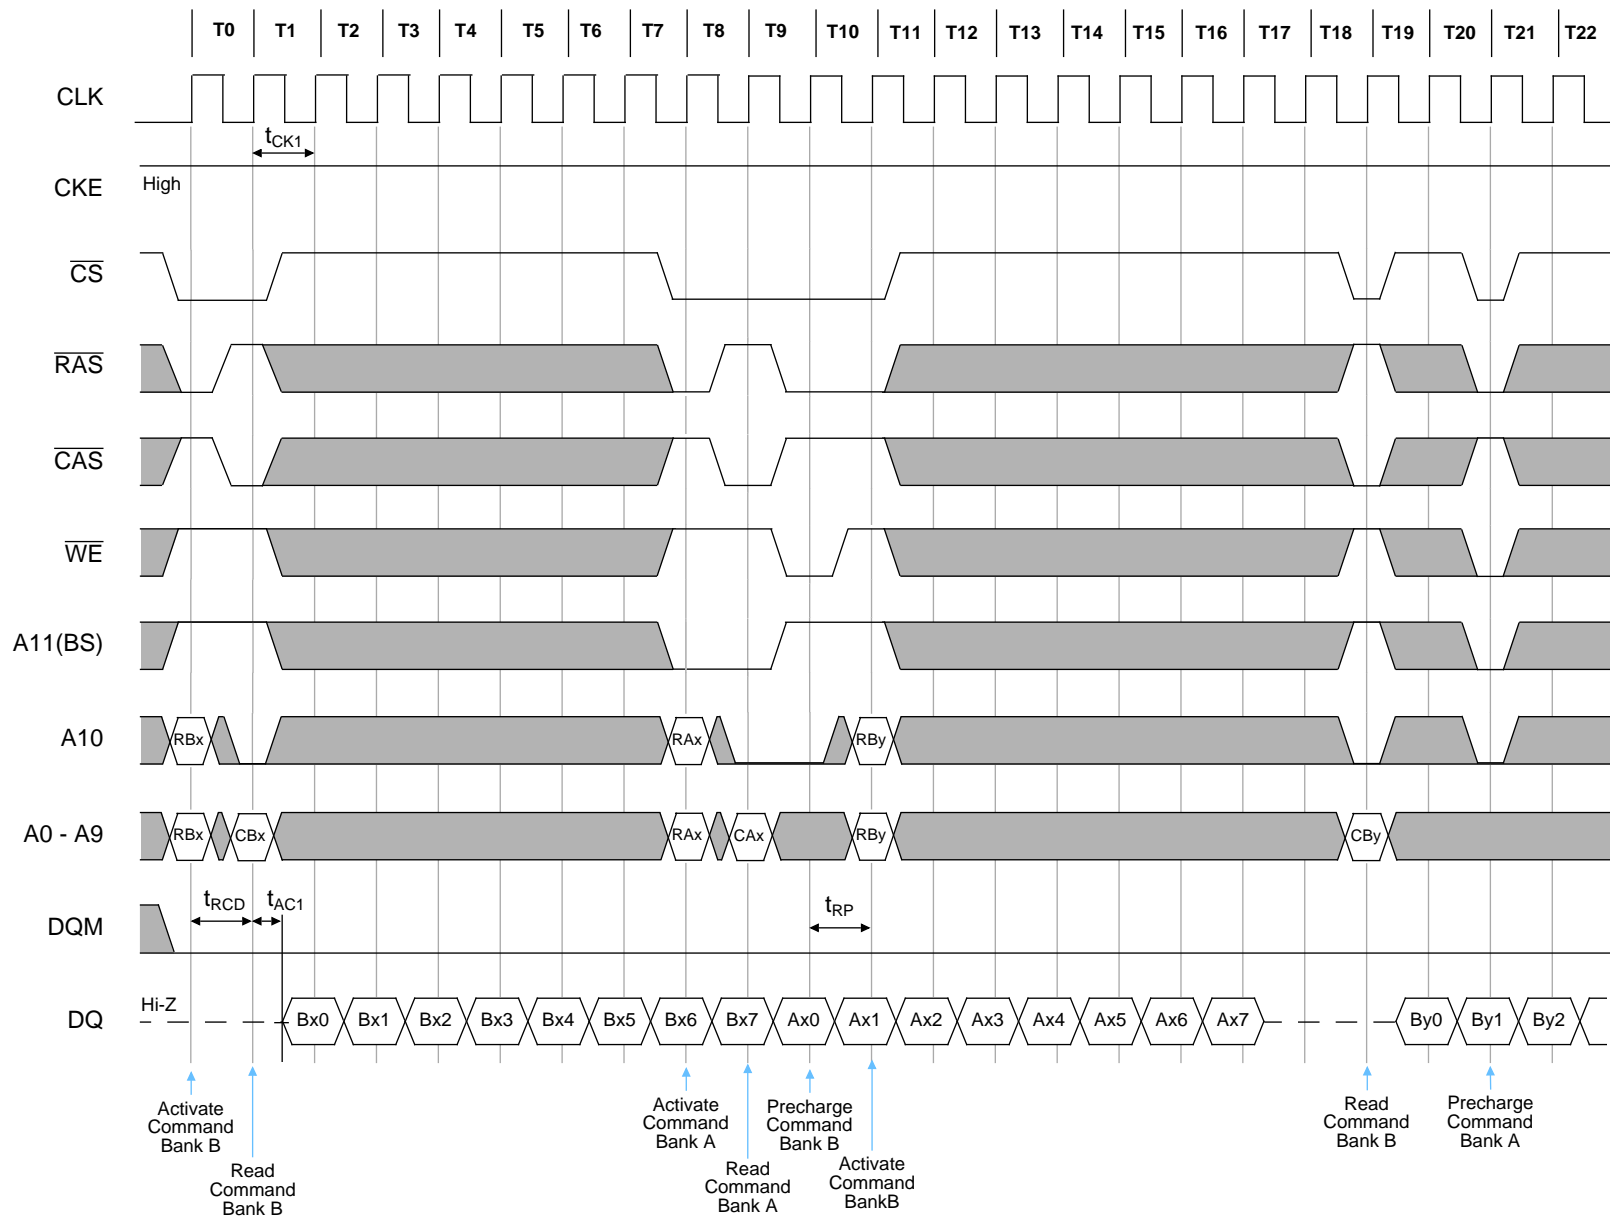 T0 T1 T2 T3 T4 T5 T6 T7 T8 T9 T10 T11 T12 T13 T14 T15 T16 T17 T18 T19 T20 T21 T22
CLK
tCK1
CKE High
CS
RAS
CAS
WE
A11(BS)
A10 RBx RAx RBy
A0 - A9 RBx CBx RAx CAx RBy CBy
tRCD tAC1 tRP
DQM
Hi-Z
DQ Bx0 Bx1 Bx2 Bx3 Bx4 Bx5 Bx6 Bx7 Ax0 Ax1 Ax2 Ax3 Ax4 Ax5 Ax6 Ax7 By0 By1 By2
Activate
Command
Bank B
Read
Command
Bank B
Activate
Command
Bank A
Read
Command
Bank A
Precharge
Command
Bank B
Activate
Command
BankB
Read
Command
Bank B
Precharge
Command
Bank A